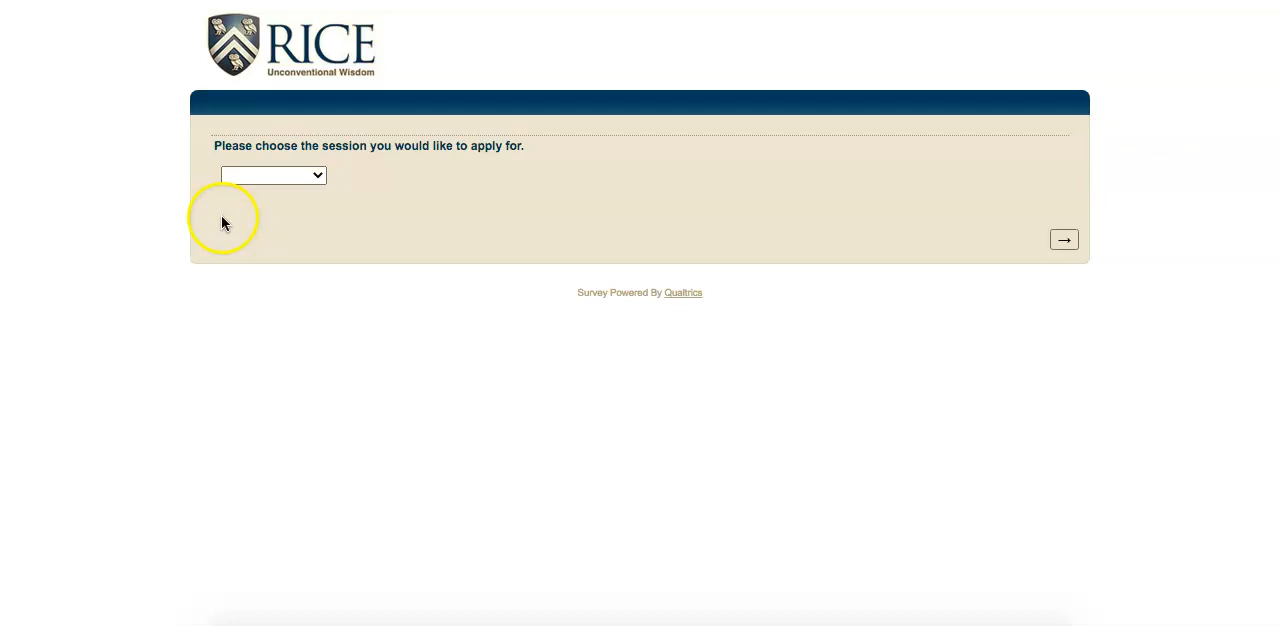 RICE
Unconventional Wisdom
Please choose the session you would like to apply for.
→
Survey Powered By Qualtrics